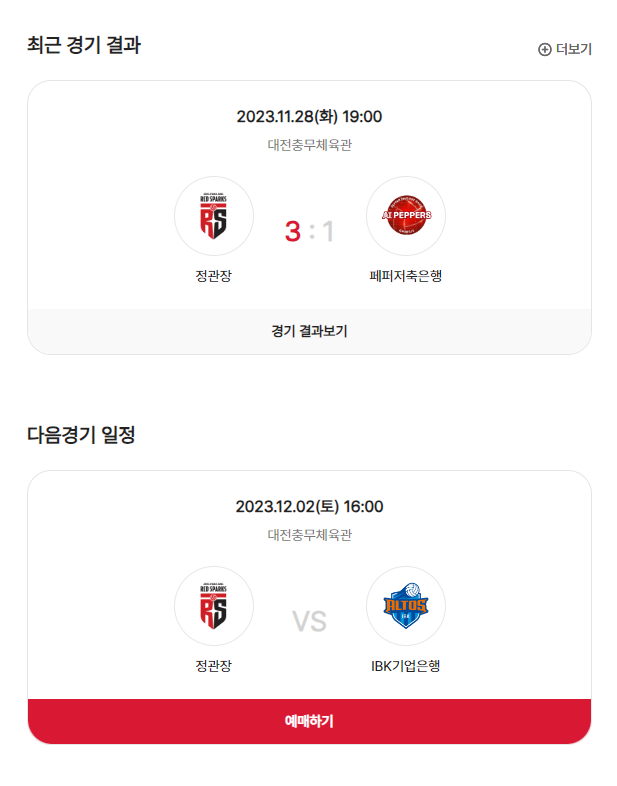 최근 경기 결과
더보기
2023.11.28(화) 19:00
대전충무체육관
RED SPARKS
RS
3 : 1
AI PEPPERS
정관장
페퍼저축은행
경기 결과보기
다음경기 일정
2023.12.02(토) 16:00
대전충무체육관
RED SPARKS
RS
VS
ALTOS
정관장
IBK기업은행
예매하기